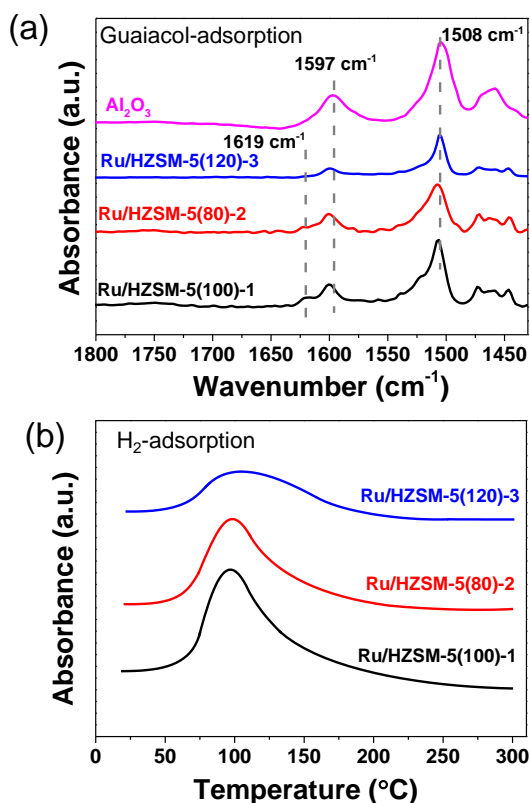 (a)
Guaiacol-adsorption
1508 cm⁻¹
1597 cm⁻¹
Al₂O₃
1619 cm⁻¹
Ru/HZSM-5(120)-3
Ru/HZSM-5(80)-2
Ru/HZSM-5(100)-1
Absorbance (a.u.)
1800 1750 1700 1650 1600 1550 1500 1450
Wavenumber (cm⁻¹)
(b)
H₂-adsorption
Ru/HZSM-5(120)-3
Ru/HZSM-5(80)-2
Ru/HZSM-5(100)-1
Absorbance (a.u.)
0 50 100 150 200 250 300
Temperature (°C)